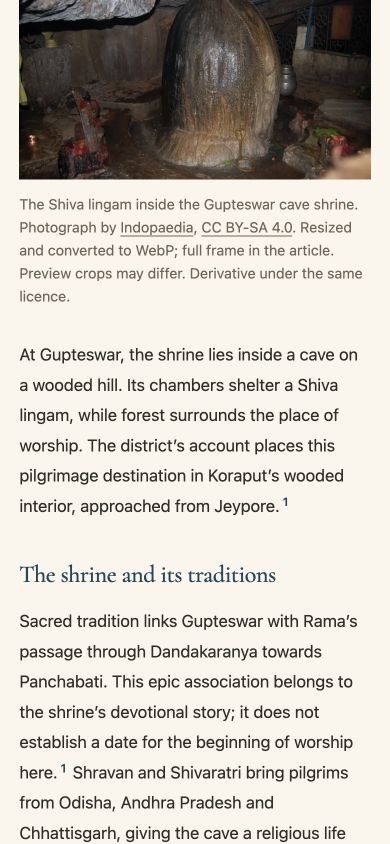 The Shiva lingam inside the Gupteswar cave shrine.
Photograph by Indopaedia, CC BY-SA 4.0. Resized
and converted to WebP; full frame in the article.
Preview crops may differ. Derivative under the same
licence.
At Gupteswar, the shrine lies inside a cave on
a wooded hill. Its chambers shelter a Shiva
lingam, while forest surrounds the place of
worship. The district’s account places this
pilgrimage destination in Koraput’s wooded
interior, approached from Jeypore. 1
The shrine and its traditions
Sacred tradition links Gupteswar with Rama’s
passage through Dandakaranya towards
Panchabati. This epic association belongs to
the shrine’s devotional story; it does not
establish a date for the beginning of worship
here. 1 Shravan and Shivaratri bring pilgrims
from Odisha, Andhra Pradesh and
Chhattisgarh, giving the cave a religious life